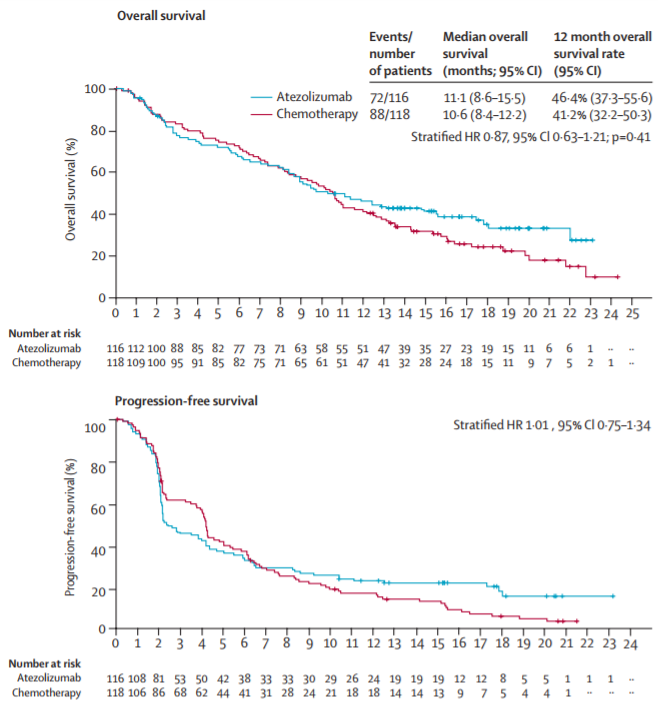 Overall survival
Events/ number of patients
Median overall survival (months; 95% CI)
12 month overall survival rate (95% CI)
Atezolizumab 72/116 11·1 (8·6–15·5) 46·4% (37·3–55·6)
Chemotherapy 88/118 10·6 (8·4–12·2) 41·2% (32·2–50·3)
Stratified HR 0·87, 95% CI 0·63–1·21; p=0·41
Overall survival (%)
100
80
60
40
20
0
0 1 2 3 4 5 6 7 8 9 10 11 12 13 14 15 16 17 18 19 20 21 22 23 24 25
Number at risk
Atezolizumab 116 112 100 88 85 82 77 73 71 63 58 55 51 47 39 35 27 23 19 15 11 6 6 1 ·· ··
Chemotherapy 118 109 100 95 91 85 82 75 71 65 61 51 47 41 32 28 24 18 15 11 9 7 5 2 1 ··
Progression-free survival
Stratified HR 1·01 , 95% CI 0·75–1·34
Progression-free survival (%)
100
80
60
40
20
0
0 1 2 3 4 5 6 7 8 9 10 11 12 13 14 15 16 17 18 19 20 21 22 23 24
Number at risk
Atezolizumab 116 108 81 53 50 42 38 33 33 30 29 26 24 19 19 19 12 12 8 5 5 1 1 1 ··
Chemotherapy 118 106 86 68 62 44 41 31 28 24 21 18 18 14 14 13 9 7 5 4 4 1 ·· ·· ··